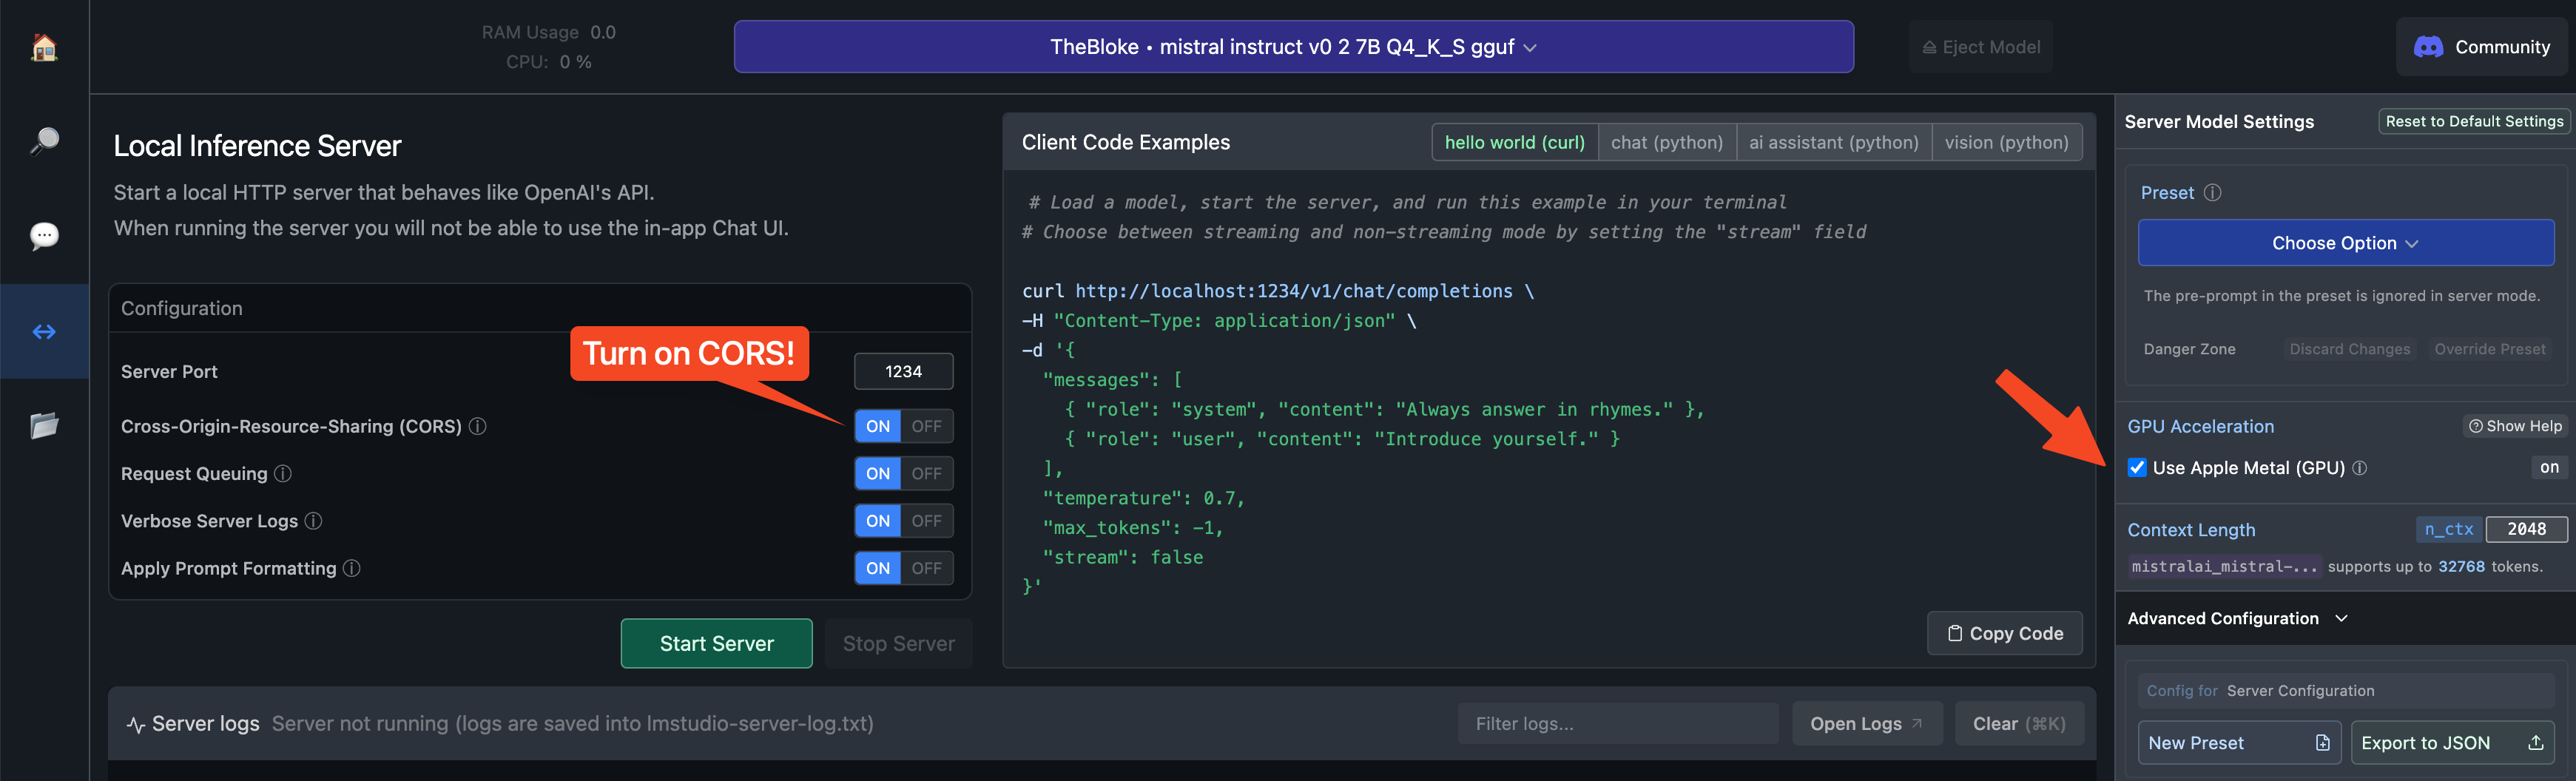 RAM Usage 0.0
CPU: 0 %
TheBloke • mistral instruct v0 2 7B Q4_K_S gguf
Eject Model
Community
Local Inference Server
Start a local HTTP server that behaves like OpenAI's API.
When running the server you will not be able to use the in-app Chat UI.
Configuration
Turn on CORS!
Server Port 1234
Cross-Origin-Resource-Sharing (CORS) ON OFF
Request Queuing ON OFF
Verbose Server Logs ON OFF
Apply Prompt Formatting ON OFF
Start Server Stop Server
Client Code Examples hello world (curl) chat (python) ai assistant (python) vision (python)
# Load a model, start the server, and run this example in your terminal
# Choose between streaming and non-streaming mode by setting the "stream" field
curl http://localhost:1234/v1/chat/completions \
-H "Content-Type: application/json" \
-d '{
"messages": [
{ "role": "system", "content": "Always answer in rhymes." },
{ "role": "user", "content": "Introduce yourself." }
],
"temperature": 0.7,
"max_tokens": -1,
"stream": false
}'
Copy Code
Server logs Server not running (logs are saved into lmstudio-server-log.txt)
Filter logs... Open Logs Clear (⌘K)
Server Model Settings Reset to Default Settings
Preset
Choose Option
The pre-prompt in the preset is ignored in server mode.
Danger Zone Discard Changes Override Preset
GPU Acceleration Show Help
Use Apple Metal (GPU) on
Context Length n_ctx 2048
mistralai_mistral-... supports up to 32768 tokens.
Advanced Configuration
Config for Server Configuration
New Preset Export to JSON